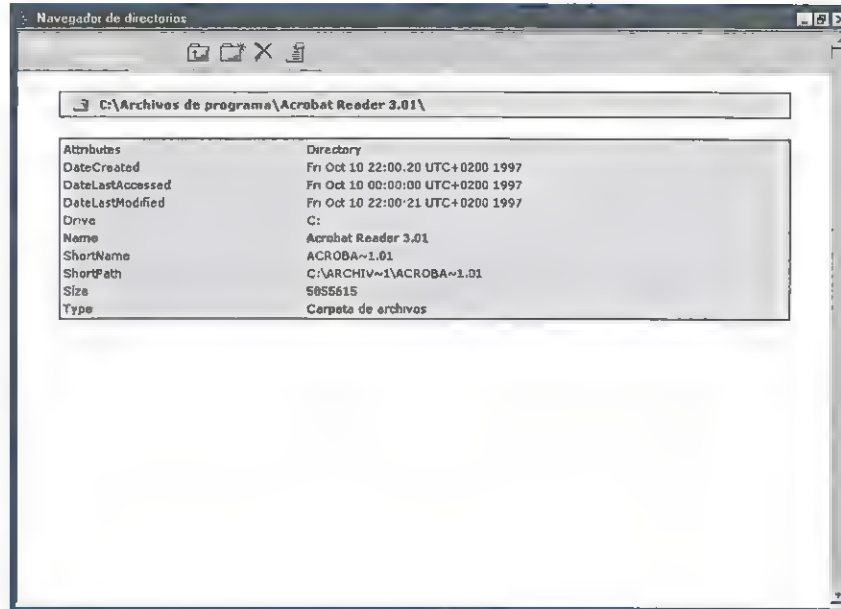 Navegador de directorios
C:\Archivos de programa\Acrobat Reader 3.01\
Attributes Directory
DateCreated Fri Oct 10 22:00:20 UTC+0200 1997
DateLastAccessed Fri Oct 10 00:00:00 UTC+0200 1997
DateLastModified Fri Oct 10 22:00:21 UTC+0200 1997
Drive C:
Name Acrobat Reader 3.01
ShortName ACROBA~1.01
ShortPath C:\ARCHIV~1\ACROBA~1.01
Size 5855615
Type Carpeta de archivos